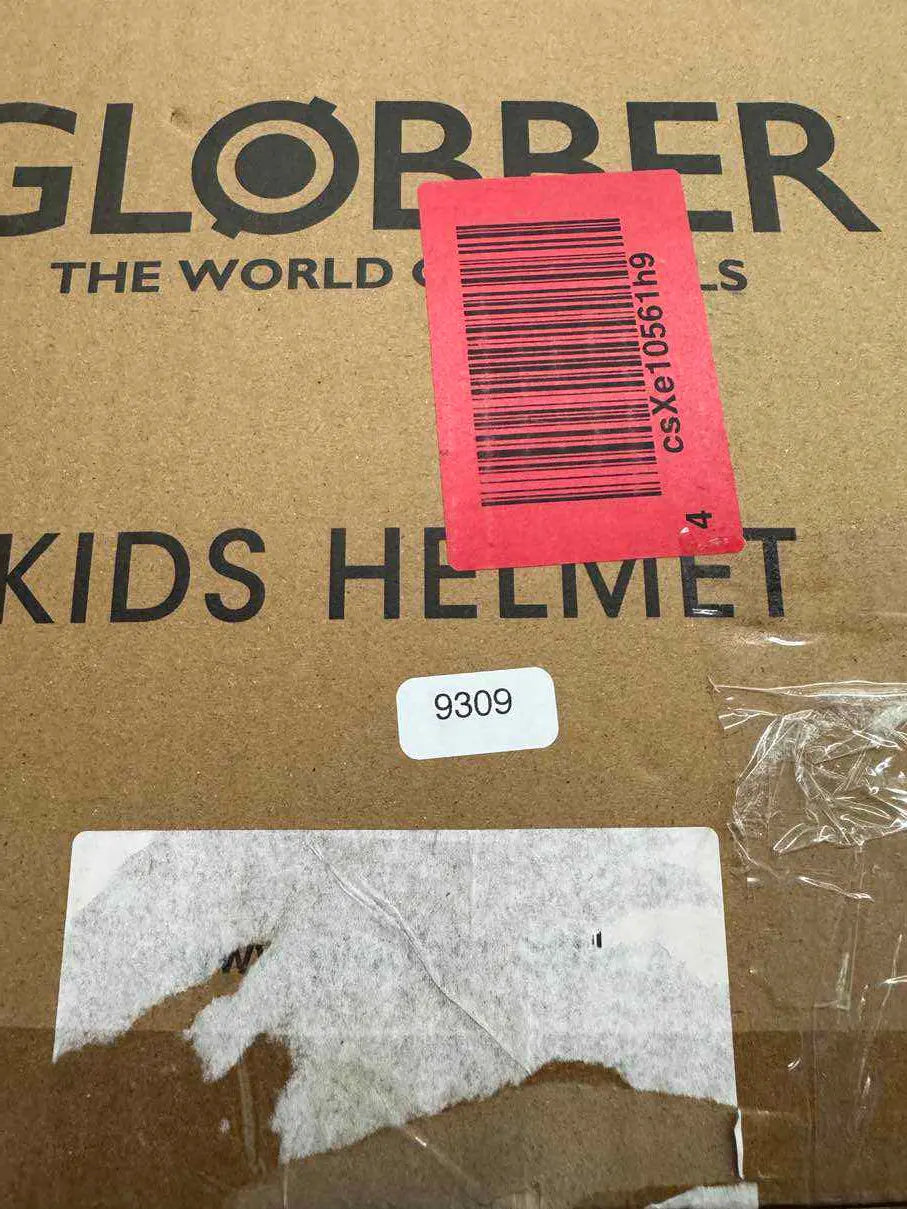 GLOBBER
THE WORLD
LS
csXe10561h9
4
KIDS HELMET
9309